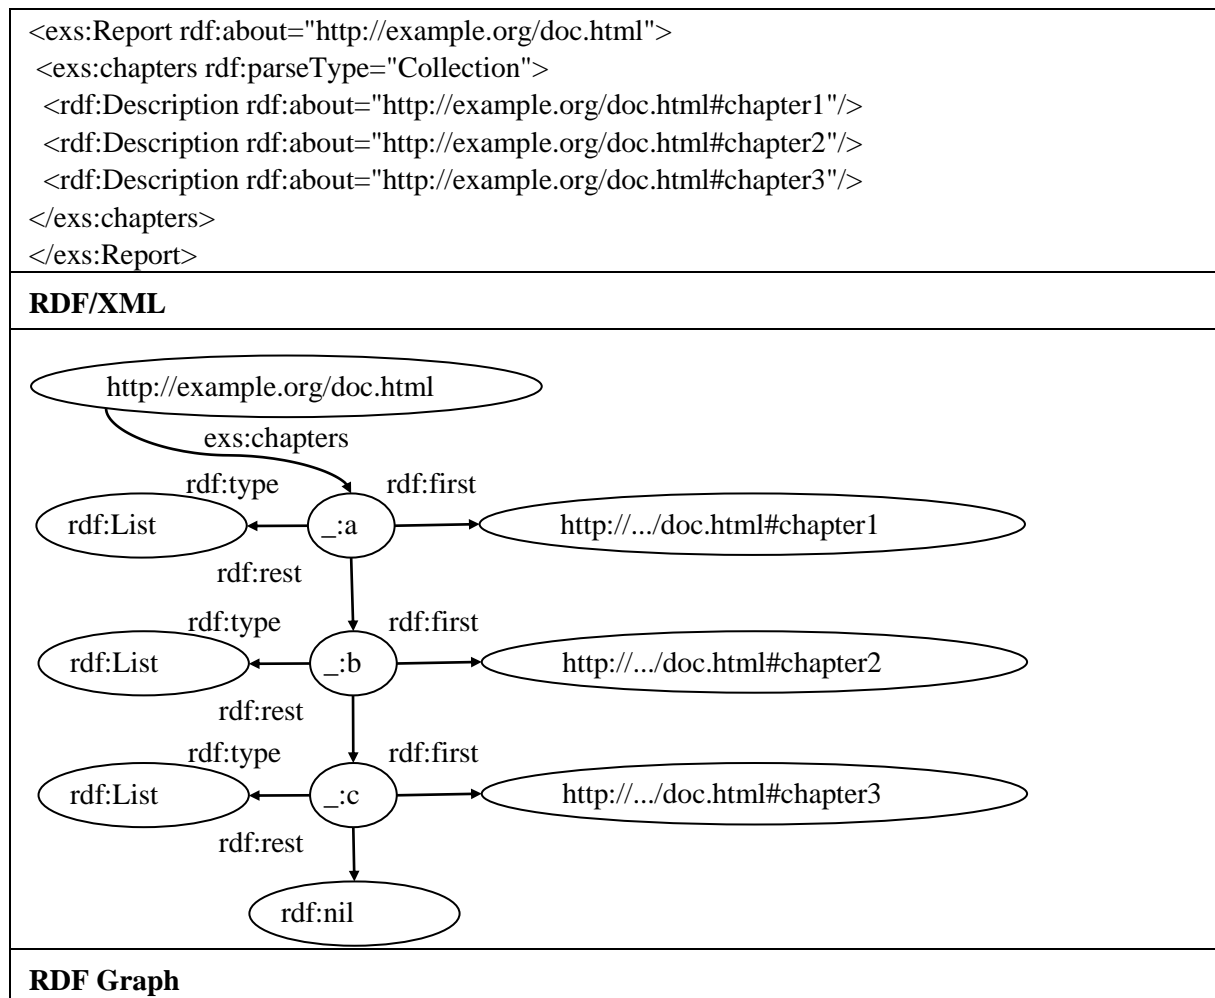 <exs:Report rdf:about="http://example.org/doc.html">
<exs:chapters rdf:parseType="Collection">
<rdf:Description rdf:about="http://example.org/doc.html#chapter1"/>
<rdf:Description rdf:about="http://example.org/doc.html#chapter2"/>
<rdf:Description rdf:about="http://example.org/doc.html#chapter3"/>
</exs:chapters>
</exs:Report>
RDF/XML
http://example.org/doc.html
exs:chapters
rdf:type rdf:first
rdf:List _:a http://.../doc.html#chapter1
rdf:rest
rdf:type rdf:first
rdf:List _:b http://.../doc.html#chapter2
rdf:rest
rdf:type rdf:first
rdf:List _:c http://.../doc.html#chapter3
rdf:rest
rdf:nil
RDF Graph